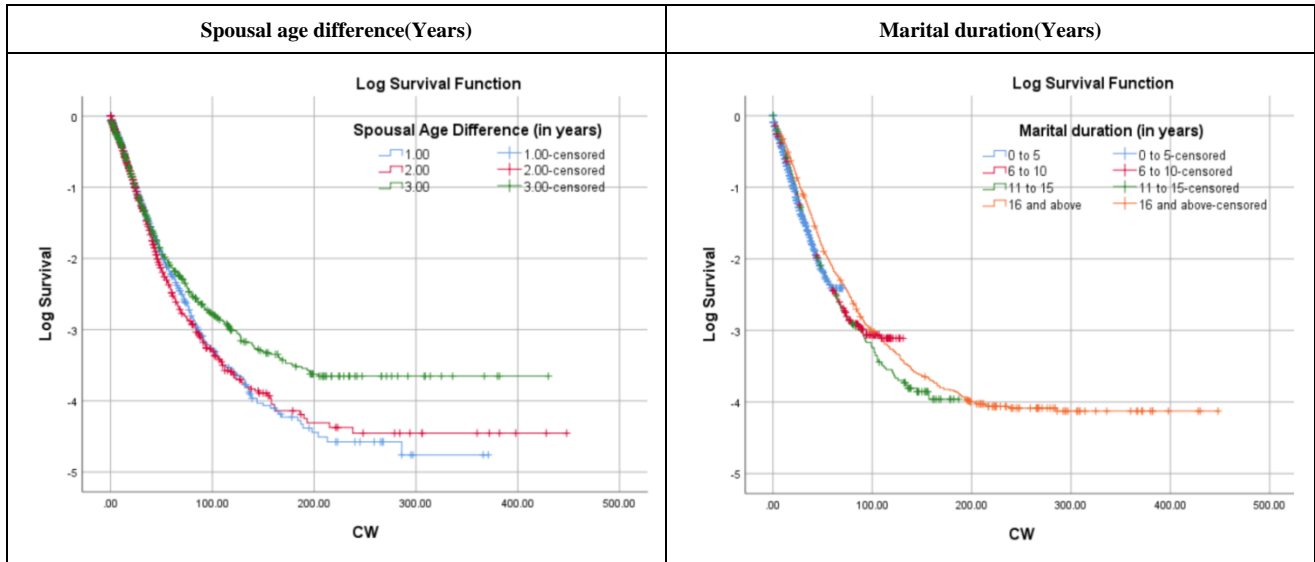 Spousal age difference(Years)
Marital duration(Years)
Log Survival Function
Spousal Age Difference (in years)
1.00 1.00-censored
2.00 2.00-censored
3.00 3.00-censored
Log Survival
0
-1
-2
-3
-4
-5
.00 100.00 200.00 300.00 400.00 500.00
CW
Log Survival Function
Marital duration (in years)
0 to 5 0 to 5-censored
6 to 10 6 to 10-censored
11 to 15 11 to 15-censored
16 and above 16 and above-censored
Log Survival
0
-1
-2
-3
-4
-5
.00 100.00 200.00 300.00 400.00 500.00
CW